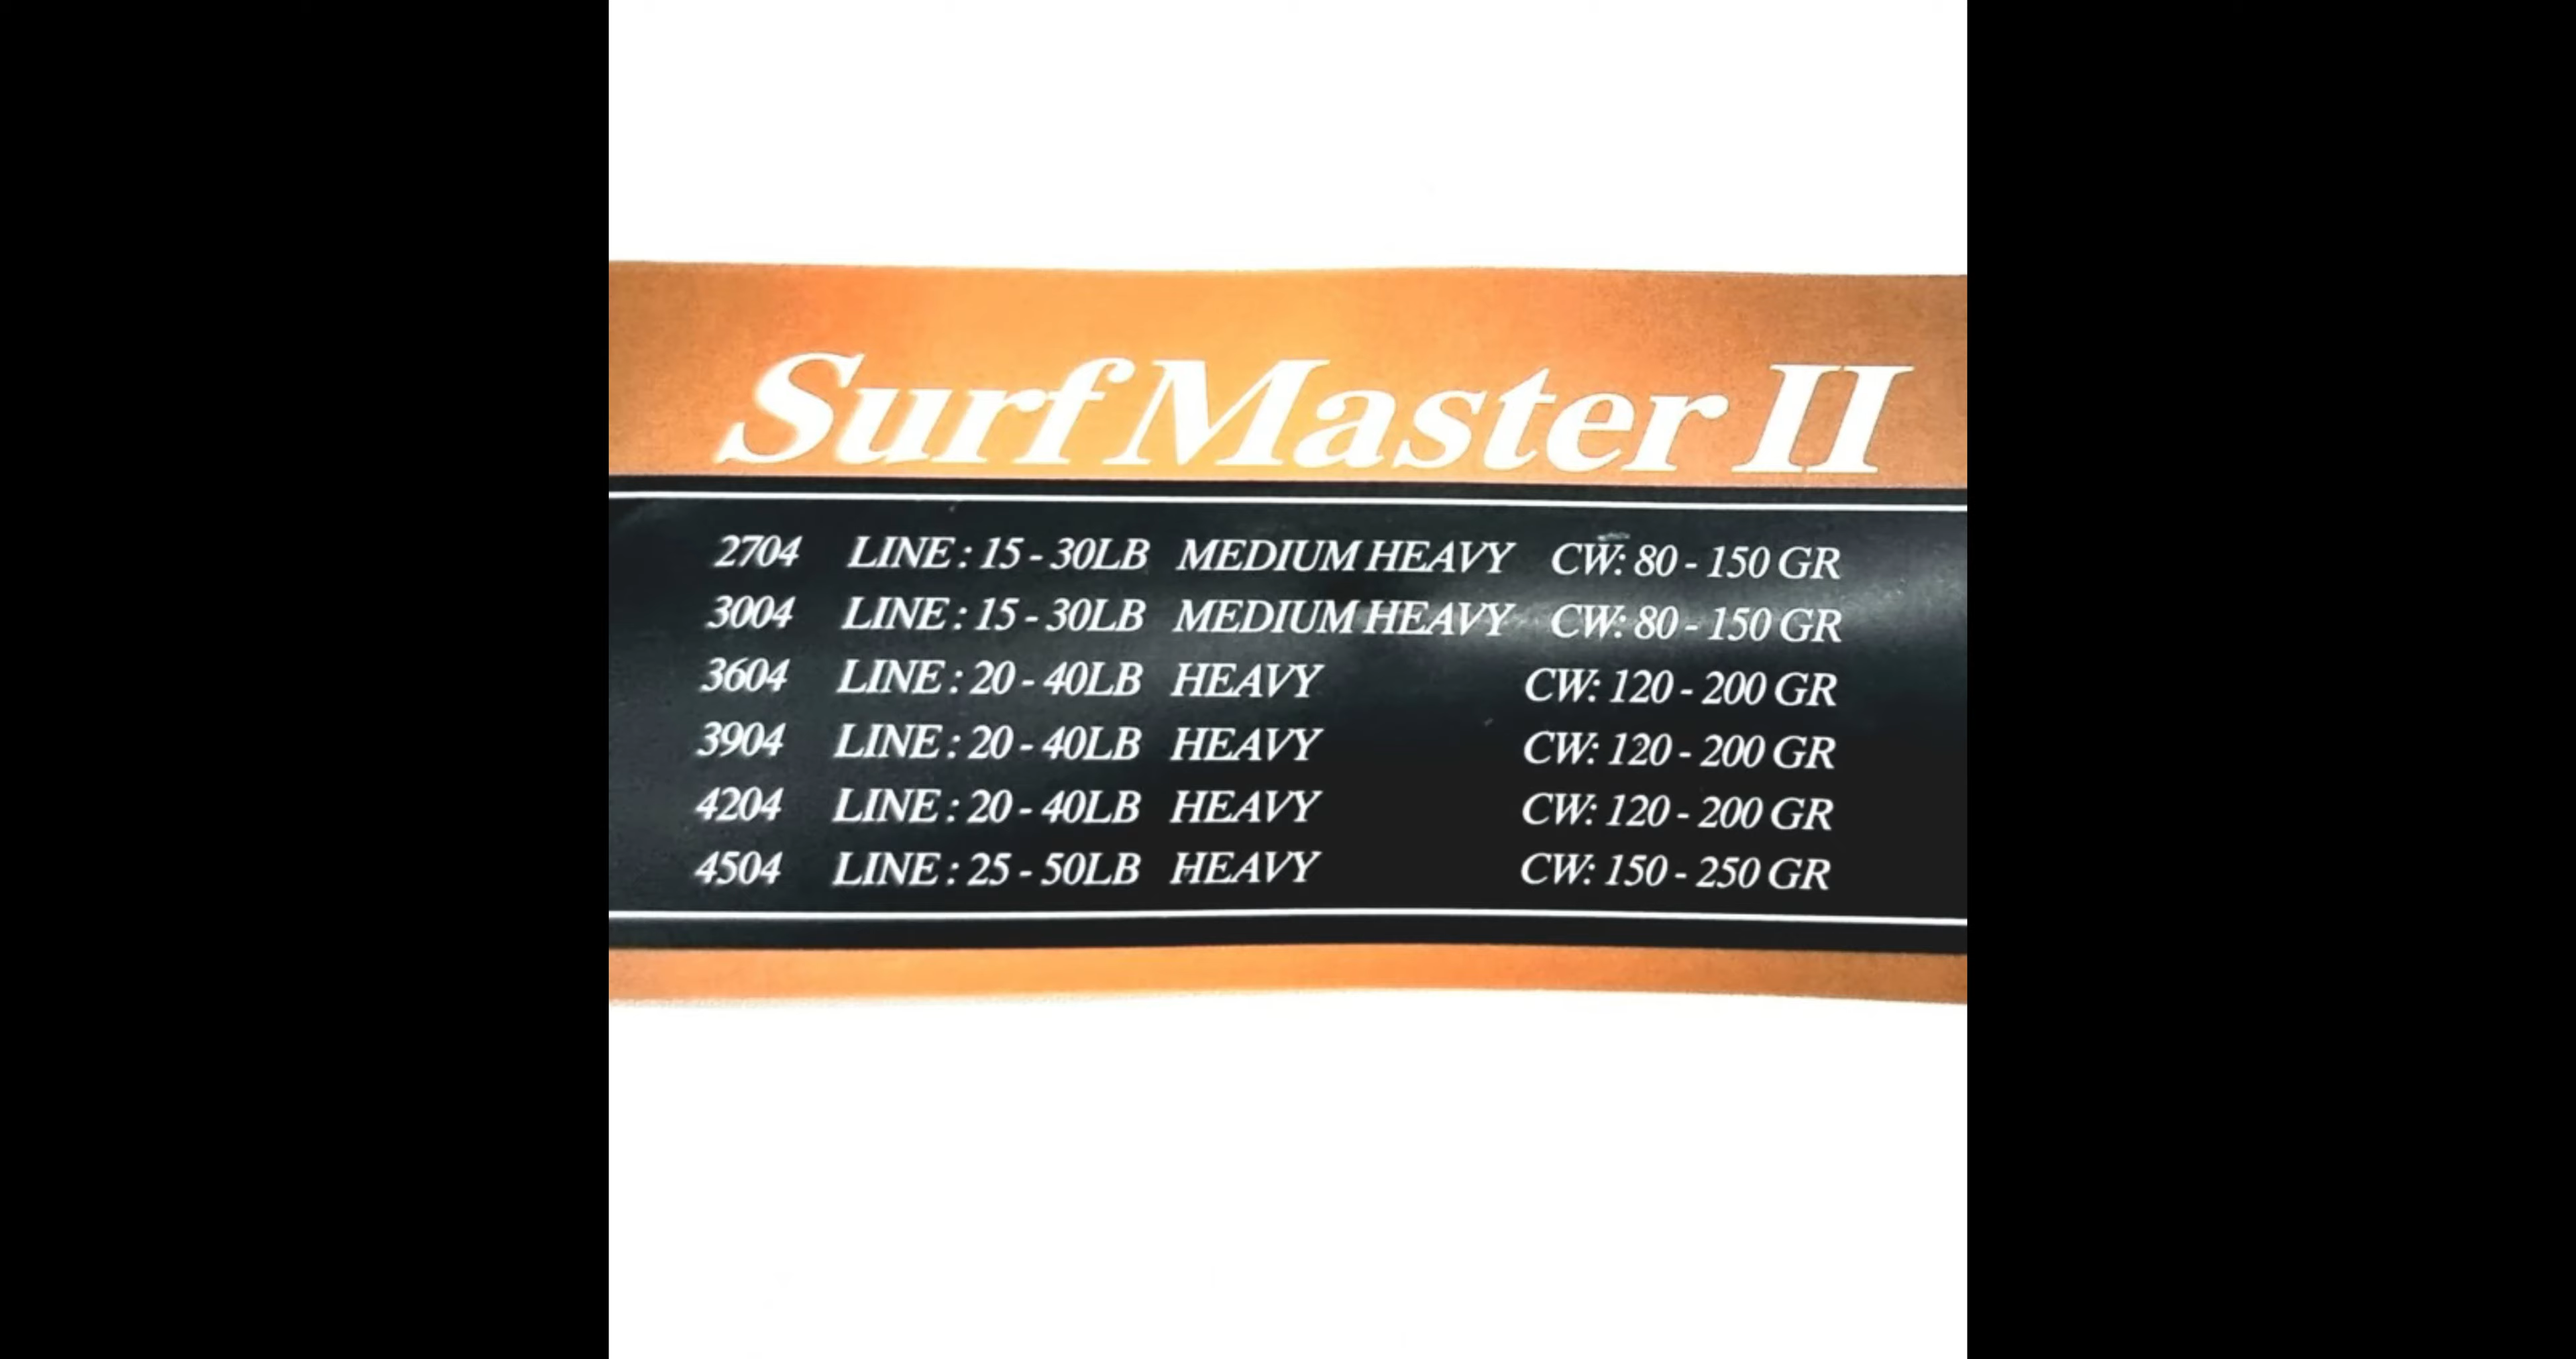 Surf Master II
2704 LINE : 15 - 30LB MEDIUM HEAVY CW: 80 - 150 GR
3004 LINE : 15 - 30LB MEDIUM HEAVY CW: 80 - 150 GR
3604 LINE : 20 - 40LB HEAVY CW: 120 - 200 GR
3904 LINE : 20 - 40LB HEAVY CW: 120 - 200 GR
4204 LINE : 20 - 40LB HEAVY CW: 120 - 200 GR
4504 LINE : 25 - 50LB HEAVY CW: 150 - 250 GR